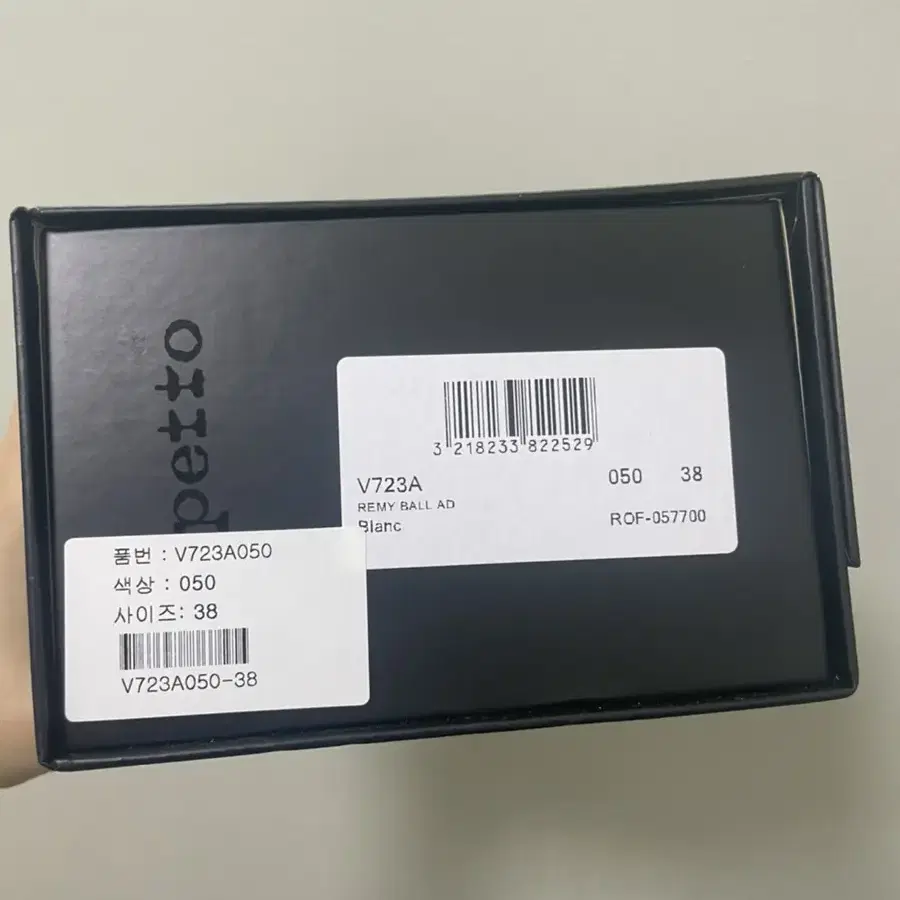 petto
3 218233 822529
V723A 050 38
REMY BALL AD
Blanc ROF-057700
품번 : V723A050
색상 : 050
사이즈: 38
V723A050-38